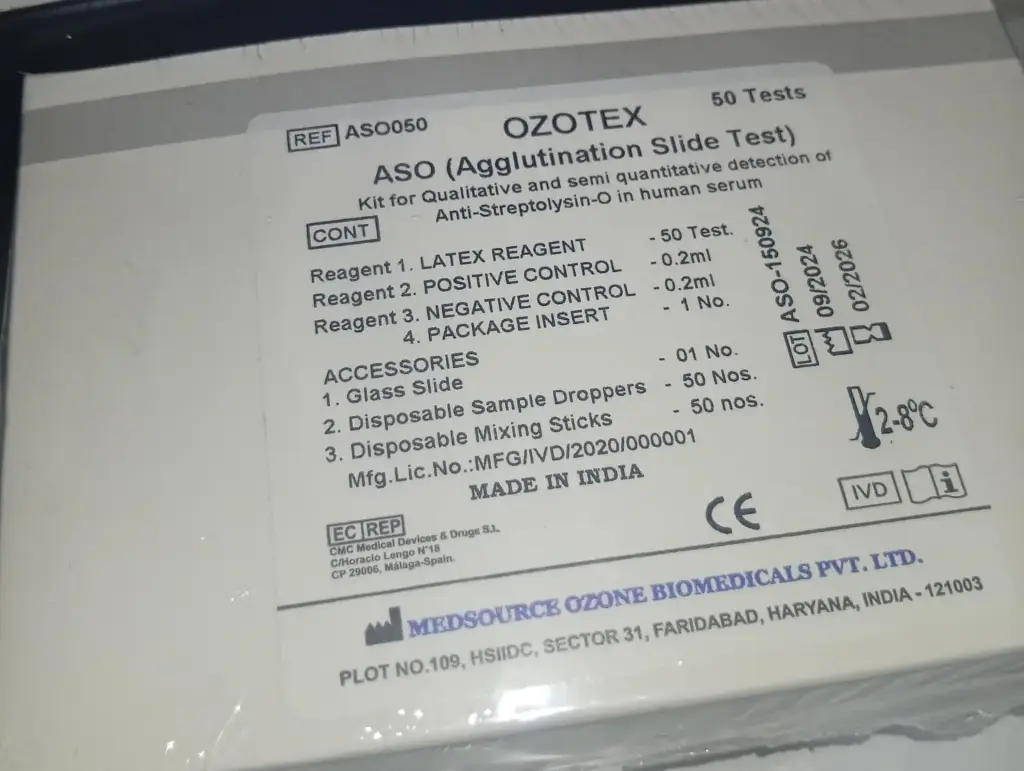 REF ASO050
OZOTEX
50 Tests
ASO (Agglutination Slide Test)
Kit for Qualitative and semi quantitative detection of
Anti-Streptolysin-O in human serum
CONT
Reagent 1. LATEX REAGENT - 50 Test.
Reagent 2. POSITIVE CONTROL - 0.2ml
Reagent 3. NEGATIVE CONTROL - 0.2ml
4. PACKAGE INSERT - 1 No.
ACCESSORIES
1. Glass Slide - 01 No.
2. Disposable Sample Droppers - 50 Nos.
3. Disposable Mixing Sticks - 50 nos.
Mfg.Lic.No.:MFG/IVD/2020/000001
MADE IN INDIA
LOT ASO-150924
09/2024
02/2026
2-8°C
IVD i
EC REP
CMC Medical Devices & Drugs S.L.
C/Horacio Lengo N°18
CP 29006, Málaga-Spain.
CE
MEDSOURCE OZONE BIOMEDICALS PVT. LTD.
PLOT NO.109, HSIIDC, SECTOR 31, FARIDABAD, HARYANA, INDIA - 121003